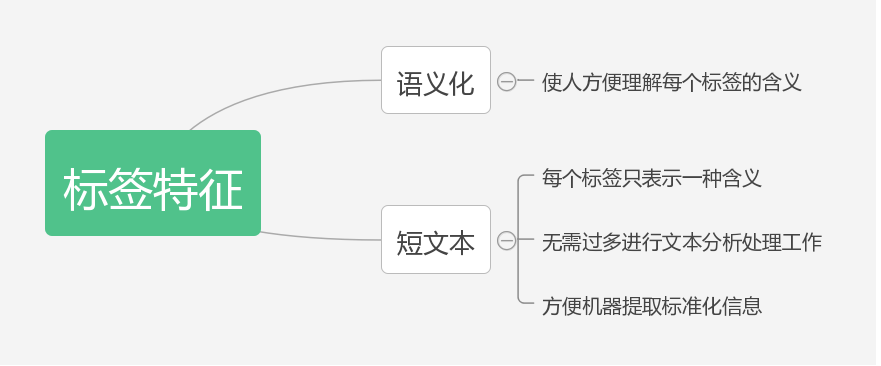 标签特征
语义化
使人方便理解每个标签的含义
短文本
每个标签只表示一种含义
无需过多进行文本分析处理工作
方便机器提取标准化信息